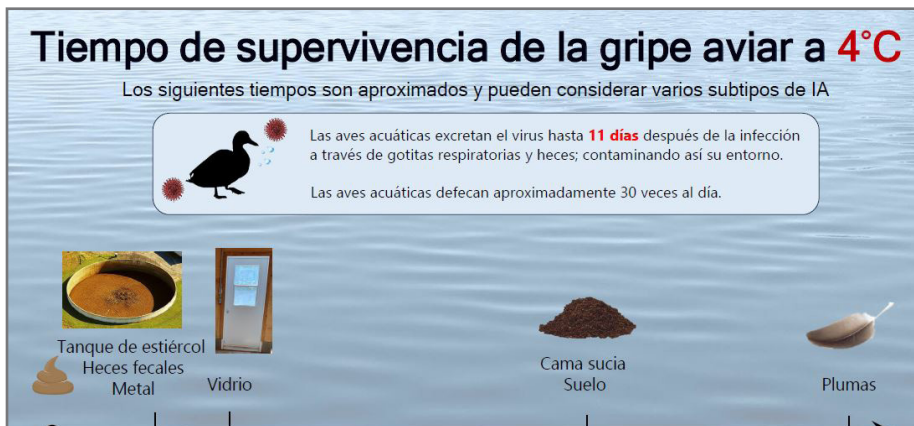 Tiempo de supervivencia de la gripe aviar a 4°C
Los siguientes tiempos son aproximados y pueden considerar varios subtipos de IA
Las aves acuáticas excretan el virus hasta 11 días después de la infección
a través de gotitas respiratorias y heces; contaminando así su entorno.
Las aves acuáticas defecan aproximadamente 30 veces al día.
Tanque de estiércol
Heces fecales
Metal
Vidrio
Cama sucia
Suelo
Plumas